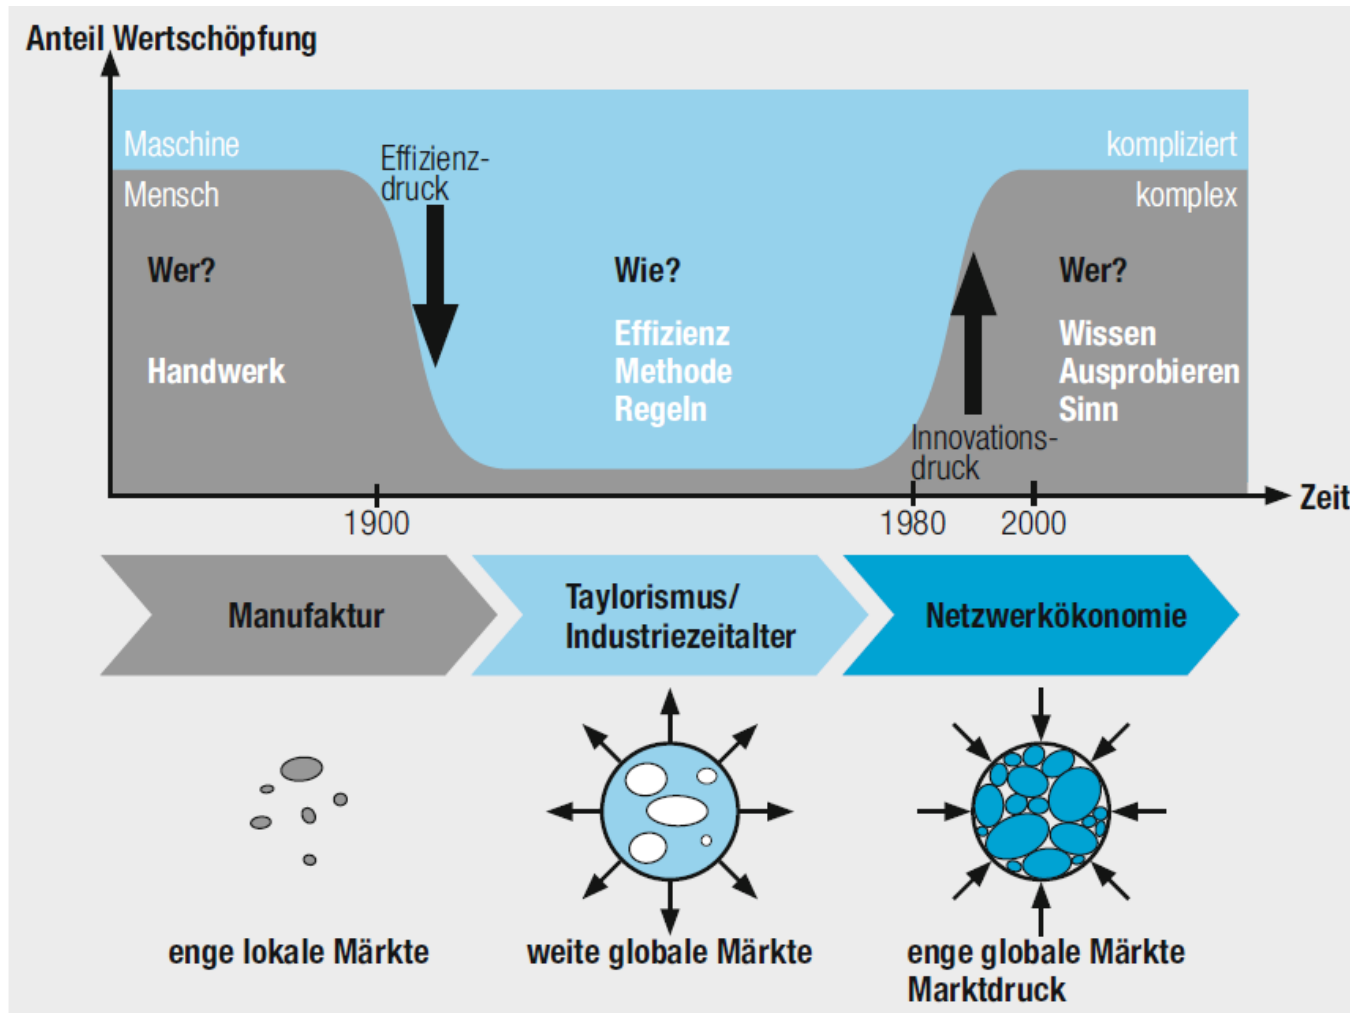 Anteil Wertschöpfung
Maschine
Mensch
Effizienz-
druck
kompliziert
komplex
Wer?
Handwerk
Wie?
Effizienz
Methode
Regeln
Wer?
Wissen
Ausprobieren
Sinn
Innovations-
druck
Zeit
1900
1980
2000
Manufaktur
Taylorismus/
Industriezeitalter
Netzwerkökonomie
enge lokale Märkte
weite globale Märkte
enge globale Märkte
Marktdruck